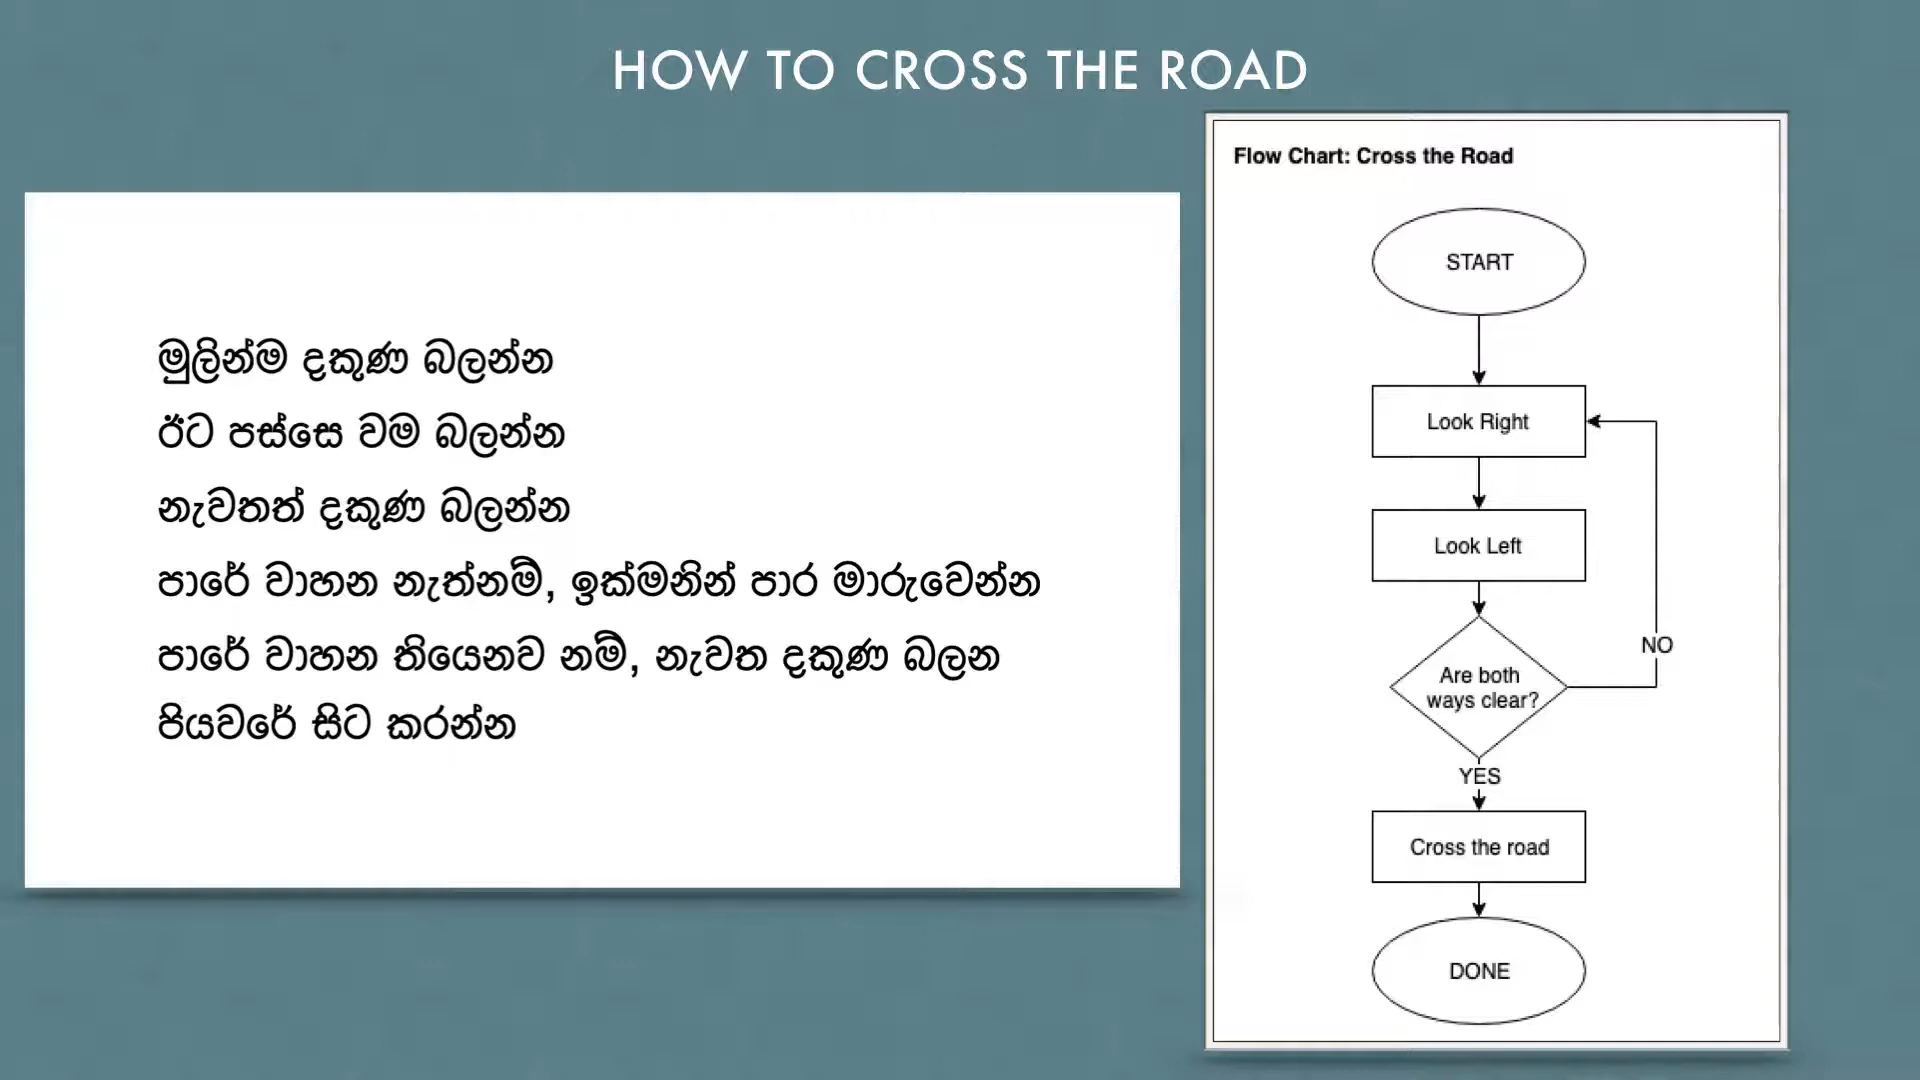 HOW TO CROSS THE ROAD
මුලින්ම දකුණ බලන්න
ඊට පස්සෙ වම බලන්න
නැවතත් දකුණ බලන්න
පාරේ වාහන නැත්නම්, ඉක්මනින් පාර මාරුවෙන්න
පාරේ වාහන තියෙනව නම්, නැවත දකුණ බලන
පියවරේ සිට කරන්න
Flow Chart: Cross the Road
START
Look Right
Look Left
Are both
ways clear?
NO
YES
Cross the road
DONE